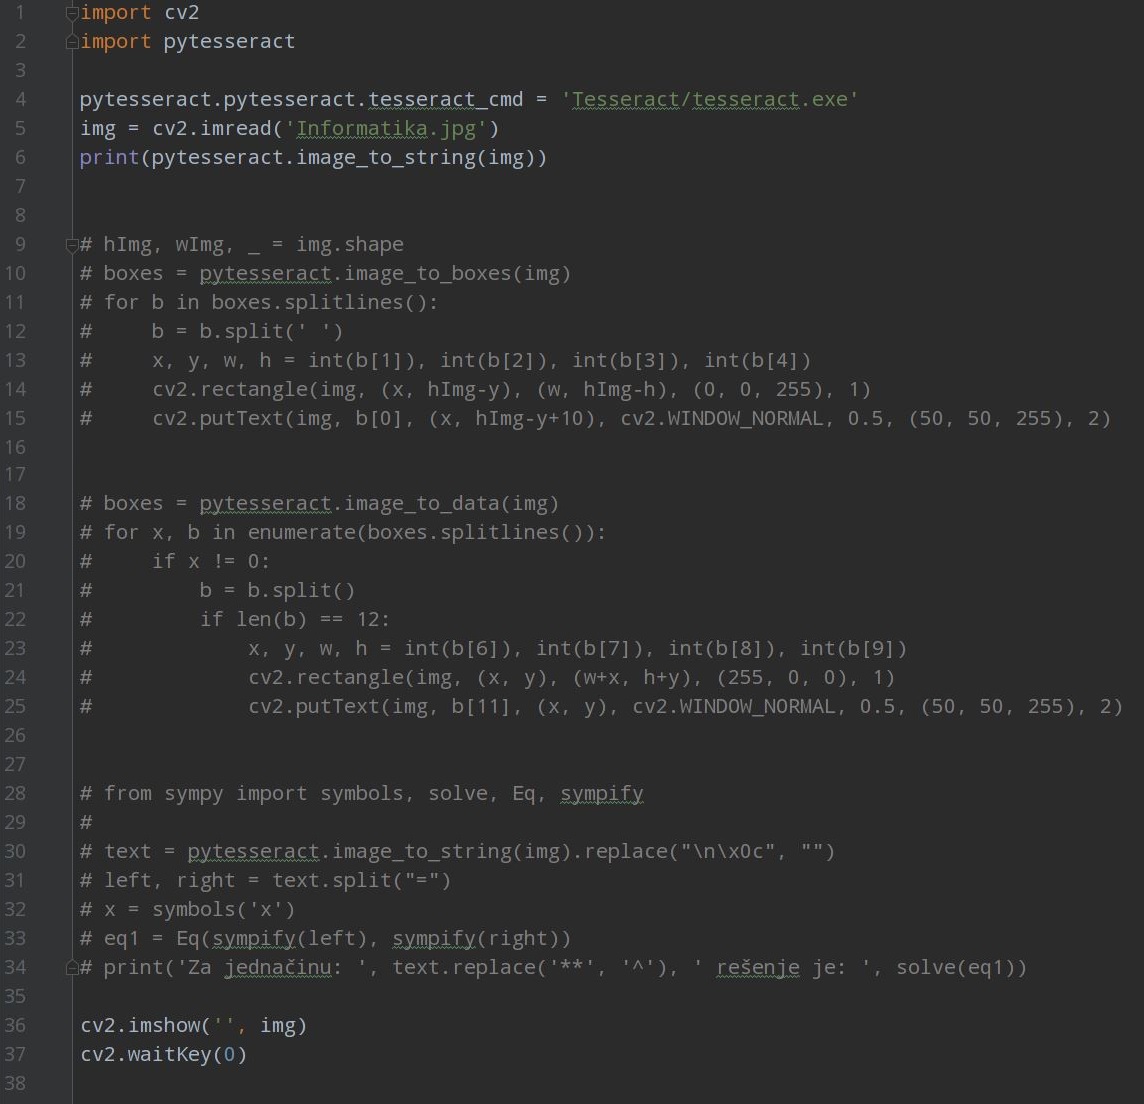 1 import cv2
2 import pytesseract
3
4 pytesseract.pytesseract.tesseract_cmd = 'Tesseract/tesseract.exe'
5 img = cv2.imread('Informatika.jpg')
6 print(pytesseract.image_to_string(img))
7
8
9 # hImg, wImg, _ = img.shape
10 # boxes = pytesseract.image_to_boxes(img)
11 # for b in boxes.splitlines():
12 #     b = b.split(' ')
13 #     x, y, w, h = int(b[1]), int(b[2]), int(b[3]), int(b[4])
14 #     cv2.rectangle(img, (x, hImg-y), (w, hImg-h), (0, 0, 255), 1)
15 #     cv2.putText(img, b[0], (x, hImg-y+10), cv2.WINDOW_NORMAL, 0.5, (50, 50, 255), 2)
16
17
18 # boxes = pytesseract.image_to_data(img)
19 # for x, b in enumerate(boxes.splitlines()):
20 #     if x != 0:
21 #         b = b.split()
22 #         if len(b) == 12:
23 #             x, y, w, h = int(b[6]), int(b[7]), int(b[8]), int(b[9])
24 #             cv2.rectangle(img, (x, y), (w+x, h+y), (255, 0, 0), 1)
25 #             cv2.putText(img, b[11], (x, y), cv2.WINDOW_NORMAL, 0.5, (50, 50, 255), 2)
26
27
28 # from sympy import symbols, solve, Eq, sympify
29 #
30 # text = pytesseract.image_to_string(img).replace("\n\x0c", "")
31 # left, right = text.split("=")
32 # x = symbols('x')
33 # eq1 = Eq(sympify(left), sympify(right))
34 # print('Za jednačinu: ', text.replace('**', '^'), ' rešenje je: ', solve(eq1))
35
36 cv2.imshow('', img)
37 cv2.waitKey(0)
38